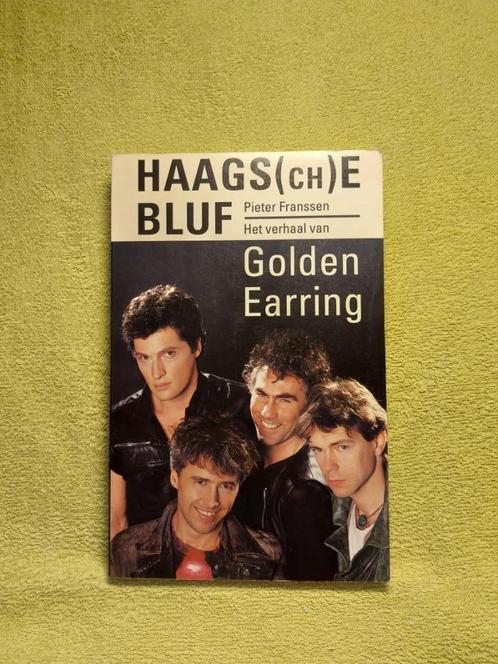 HAAGS(CH)E
BLUF
Pieter Franssen
Het verhaal van
Golden
Earring